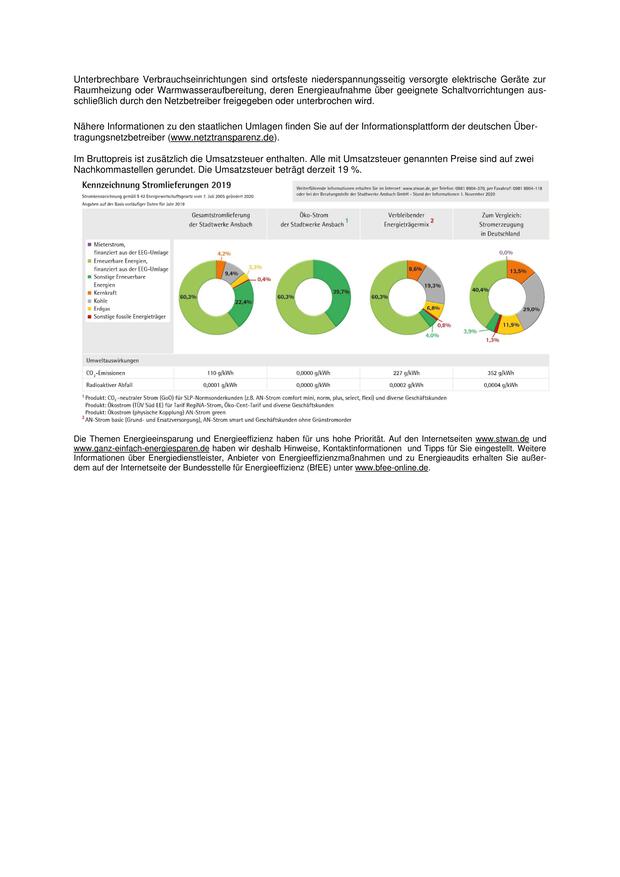 Unterbrechbare Verbrauchseinrichtungen sind ortsfeste niederspannungsseitig versorgte elektrische Geräte zur
Raumheizung oder Warmwasseraufbereitung, deren Energieaufnahme über geeignete Schaltvorrichtungen aus-
schließlich durch den Netzbetreiber freigegeben oder unterbrochen wird.
Nähere Informationen zu den staatlichen Umlagen finden Sie auf der Informationsplattform der deutschen Über-
tragungsnetzbetreiber (www.netztransparenz.de).
Im Bruttopreis ist zusätzlich die Umsatzsteuer enthalten. Alle mit Umsatzsteuer genannten Preise sind auf zwei
Nachkommastellen gerundet. Die Umsatzsteuer beträgt derzeit 19 %.
Kennzeichnung Stromlieferungen 2019
Stromkennzeichnung gemäß § 42 Energiewirtschaftsgesetz vom 7. Juli 2005 geändert 2020
Angaben auf der Basis vorläufiger Daten für Jahr 2019
Weiterführende Informationen erhalten Sie im Internet: www.stwan.de, per Telefon: 0981 8904-370, per Faxabruf: 0981 8904-118
oder bei der Beratungsstelle der Stadtwerke Ansbach GmbH - Stand der Informationen 1. November 2020
Gesamtstromlieferung
der Stadtwerke Ansbach
Öko-Strom
der Stadtwerke Ansbach 1
Verbleibender
Energieträgermix 2
Zum Vergleich:
Stromerzeugung
in Deutschland
Mieterstrom,
finanziert aus der EEG-Umlage
Erneuerbare Energien,
finanziert aus der EEG-Umlage
Sonstige Erneuerbare
Energien
Kernkraft
Kohle
Erdgas
Sonstige fossile Energieträger
4,2%
9,4%
3,3%
0,4%
60,3%
22,4%
60,3%
39,7%
8,6%
19,3%
60,3%
6,8%
0,8%
4,0%
0,0%
13,5%
40,4%
29,0%
11,9%
3,9%
1,3%
Umweltauswirkungen
CO2-Emissionen 110 g/kWh 0,0000 g/kWh 227 g/kWh 352 g/kWh
Radioaktiver Abfall 0,0001 g/kWh 0,0000 g/kWh 0,0002 g/kWh 0,0004 g/kWh
1 Produkt: CO2-neutraler Strom (GoO) für SLP-Normsonderkunden (z.B. AN-Strom comfort mini, norm, plus, select, flexi) und diverse Geschäftskunden
Produkt: Ökostrom (TÜV Süd EE) für Tarif RegiNA-Strom, Öko-Cent-Tarif und diverse Geschäftskunden
Produkt: Ökostrom (physische Kopplung) AN-Strom green
2 AN-Strom basic (Grund- und Ersatzversorgung), AN-Strom smart und Geschäftskunden ohne Grünstromorder
Die Themen Energieeinsparung und Energieeffizienz haben für uns hohe Priorität. Auf den Internetseiten www.stwan.de und
www.ganz-einfach-energiesparen.de haben wir deshalb Hinweise, Kontaktinformationen und Tipps für Sie eingestellt. Weitere
Informationen über Energiedienstleister, Anbieter von Energieeffizienzmaßnahmen und zu Energieaudits erhalten Sie außer-
dem auf der Internetseite der Bundesstelle für Energieeffizienz (BfEE) unter www.bfee-online.de.